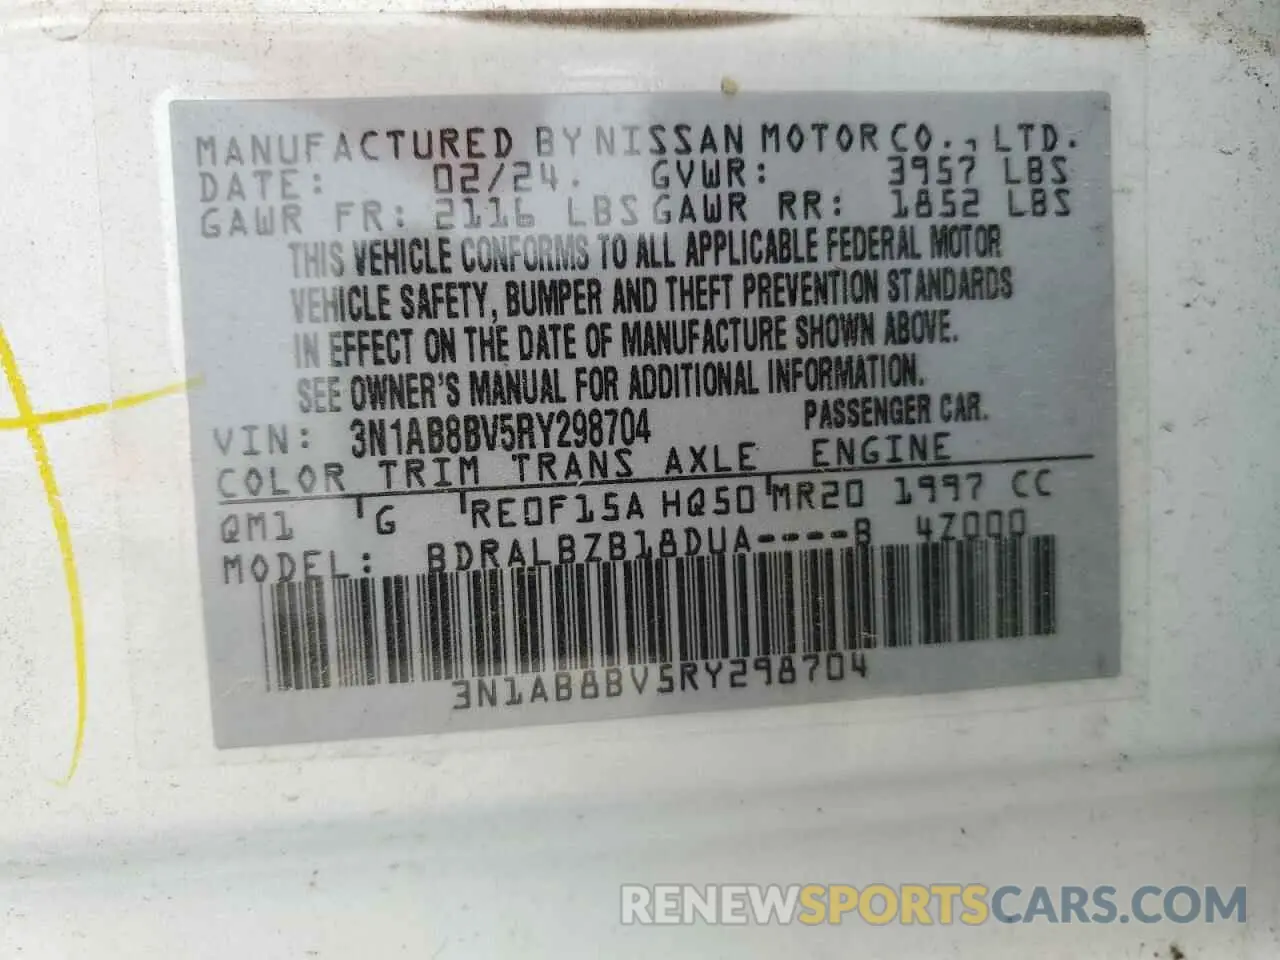 MANUFACTURED BY NISSAN MOTOR CO., LTD.
DATE: 02/24. GVWR: 3957 LBS
GAWR FR: 2116 LBS GAWR RR: 1852 LBS
THIS VEHICLE CONFORMS TO ALL APPLICABLE FEDERAL MOTOR
VEHICLE SAFETY, BUMPER AND THEFT PREVENTION STANDARDS
IN EFFECT ON THE DATE OF MANUFACTURE SHOWN ABOVE.
SEE OWNER'S MANUAL FOR ADDITIONAL INFORMATION.
VIN: 3N1AB8BV5RY298704 PASSENGER CAR.
COLOR TRIM TRANS AXLE ENGINE
QM1 G RE0F15A HQ50 MR20 1997 CC
MODEL: BDRALBZB18DUA----B 4Z000
3N1AB8BV5RY298704
RENEWSPORTSCARS.COM